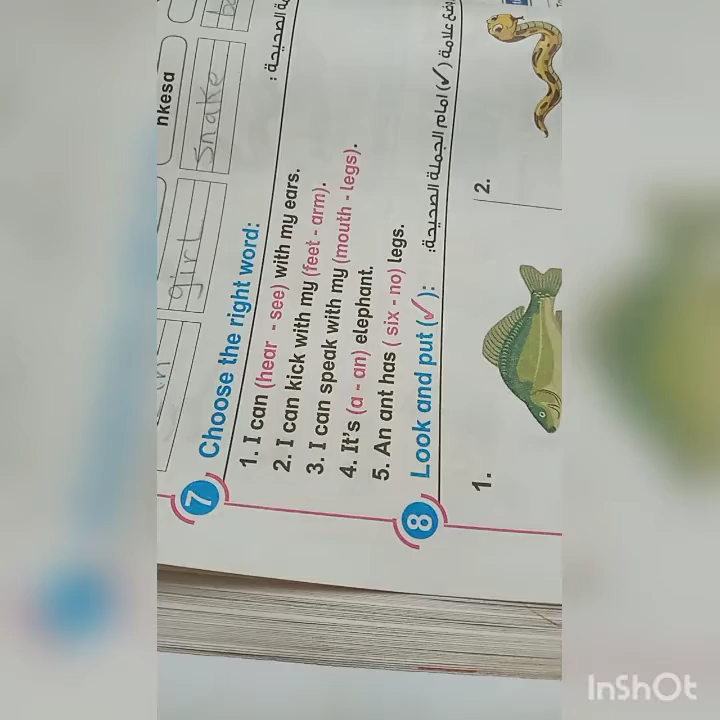 nkesa
girl
snake
7 Choose the right word:
الصحيحة :
1. I can (hear - see) with my ears.
2. I can kick with my (feet - arm).
3. I can speak with my (mouth - legs).
4. It's (a - an) elephant.
5. An ant has ( six - no) legs.
8 Look and put (✓):
علامة (✓) امام الجملة الصحيحة:
1.
2.
InShOt